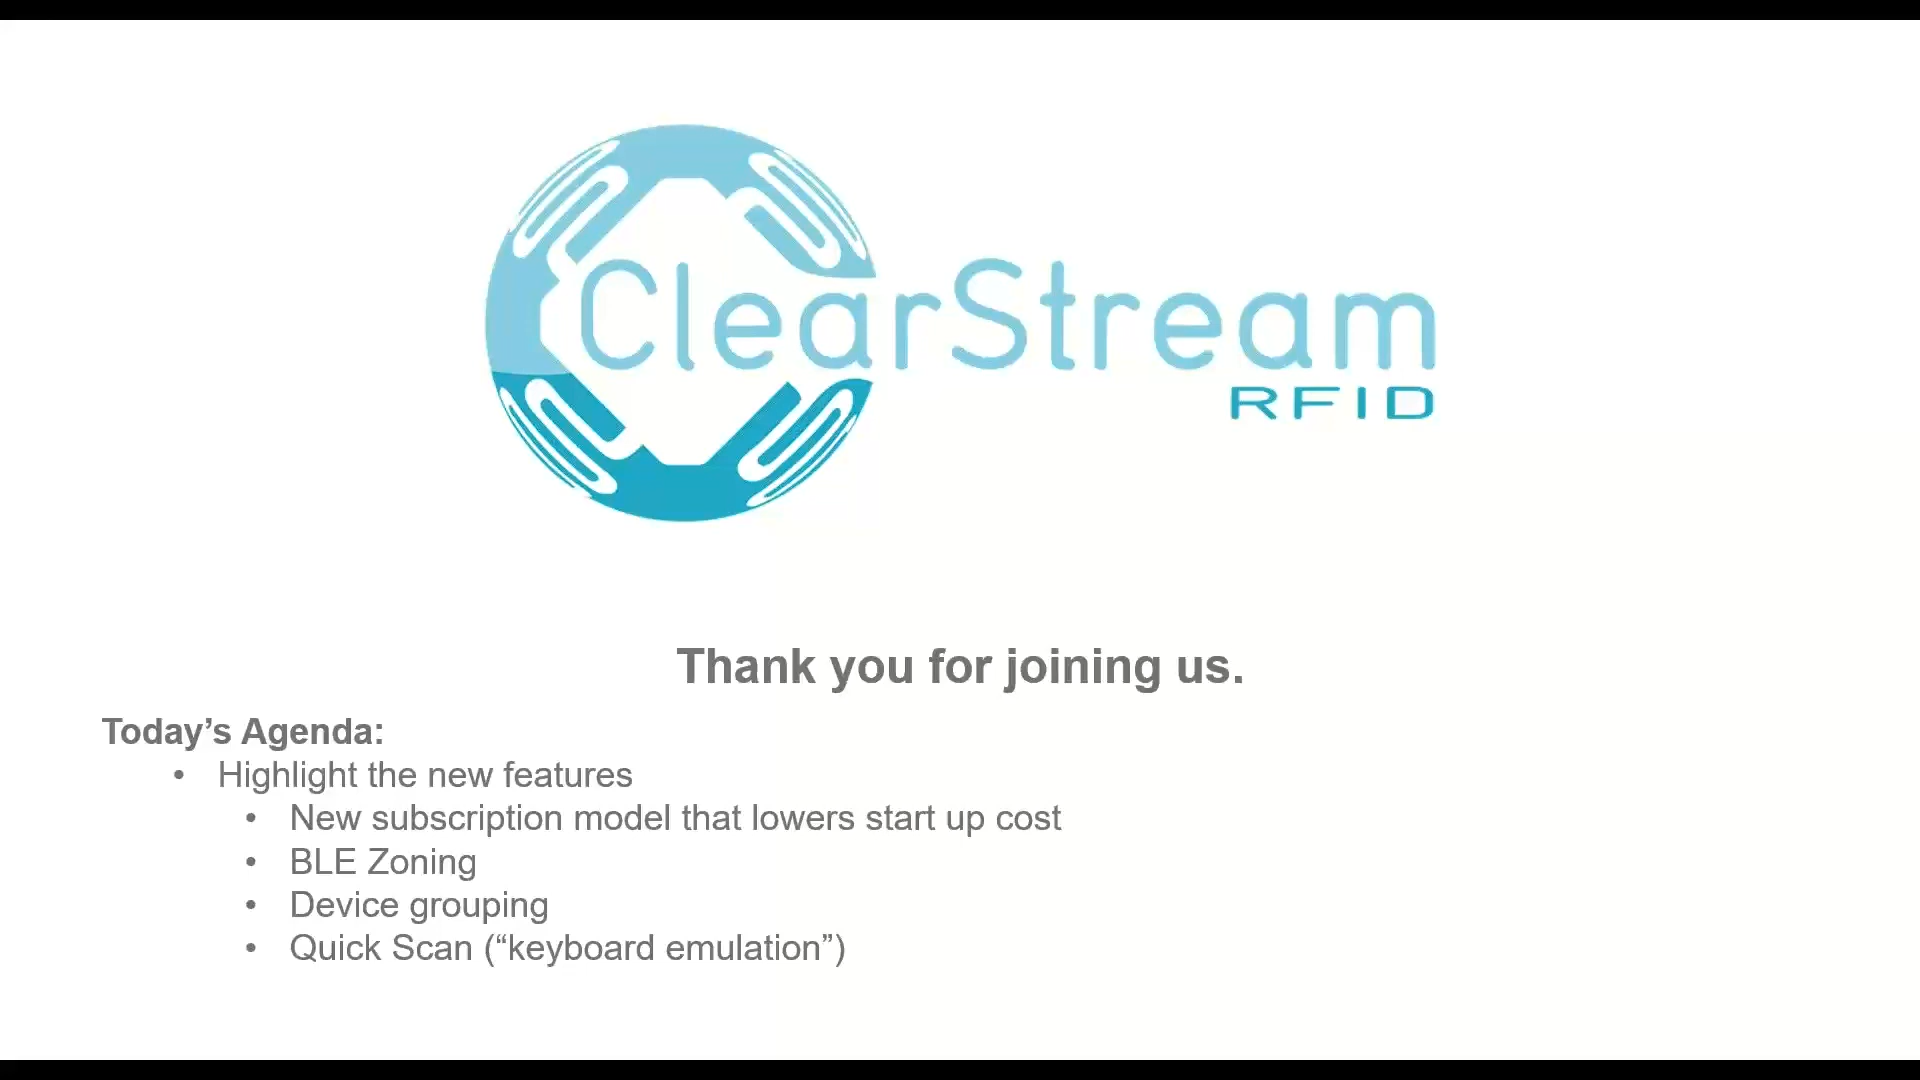 ClearStream
RFID
Thank you for joining us.
Today’s Agenda:
• Highlight the new features
• New subscription model that lowers start up cost
• BLE Zoning
• Device grouping
• Quick Scan (“keyboard emulation”)